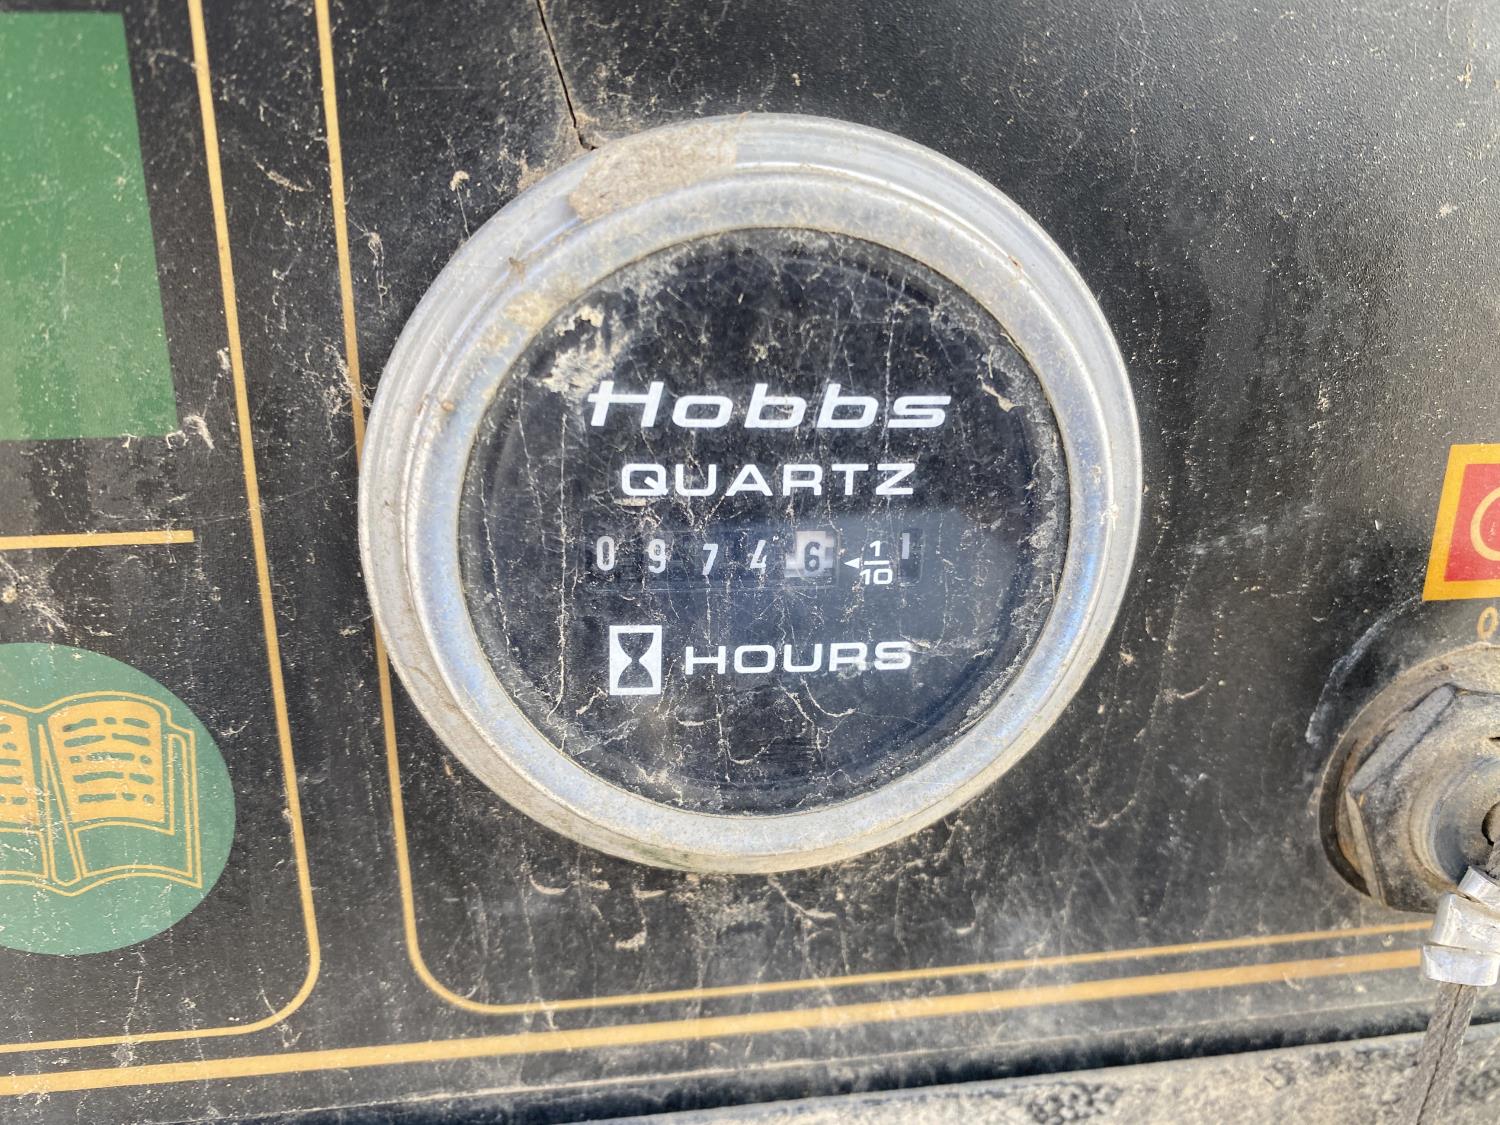 Hobbs
QUARTZ
09746 ◄ 1/10 1
HOURS